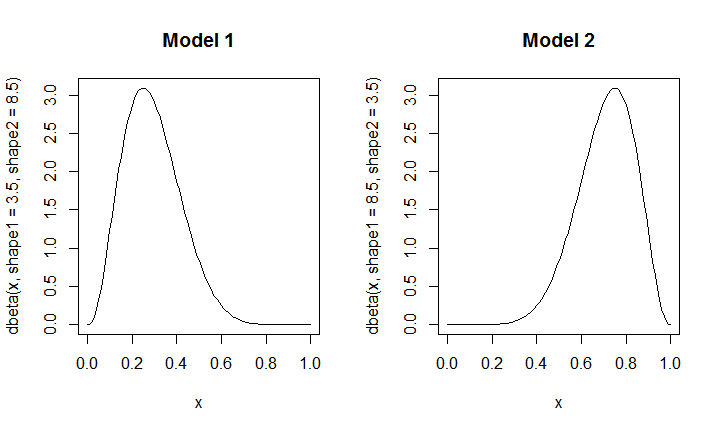 Model 1
dbeta(x, shape1 = 3.5, shape2 = 8.5)
3.0
2.5
2.0
1.5
1.0
0.5
0.0
0.0 0.2 0.4 0.6 0.8 1.0
x
Model 2
dbeta(x, shape1 = 8.5, shape2 = 3.5)
3.0
2.5
2.0
1.5
1.0
0.5
0.0
0.0 0.2 0.4 0.6 0.8 1.0
x